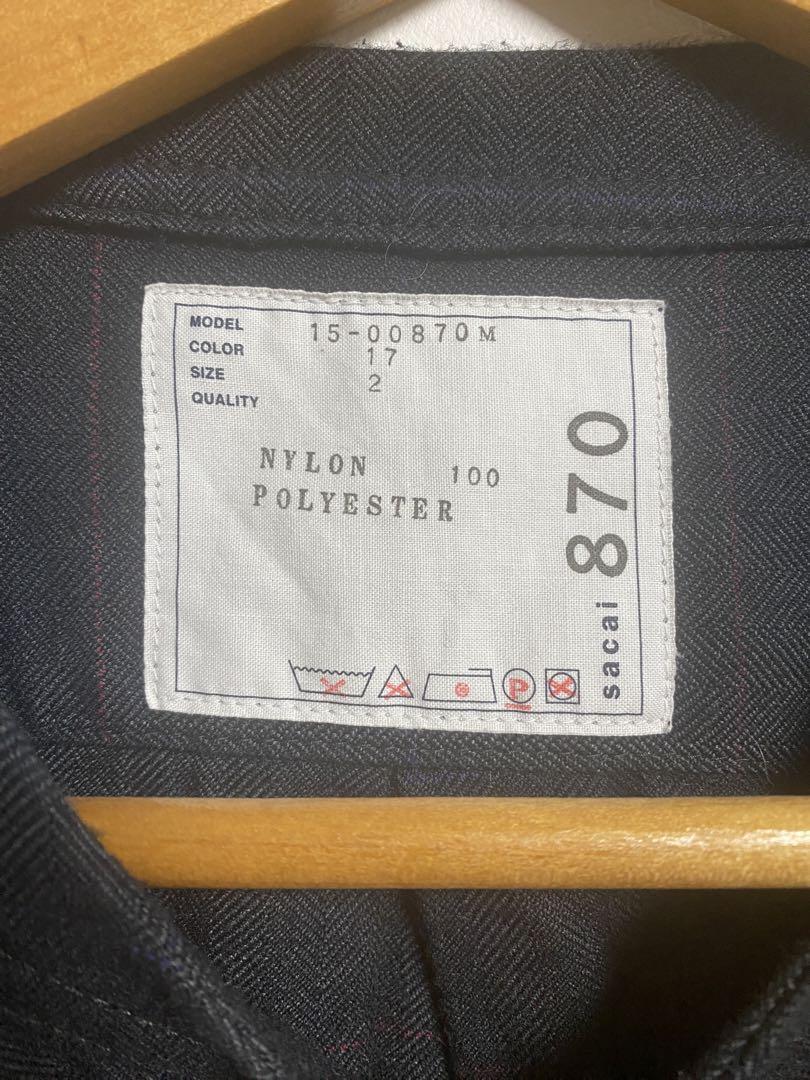 MODEL 15-00870M
COLOR 17
SIZE 2
QUALITY
NYLON 100
POLYESTER
sacai 870
P